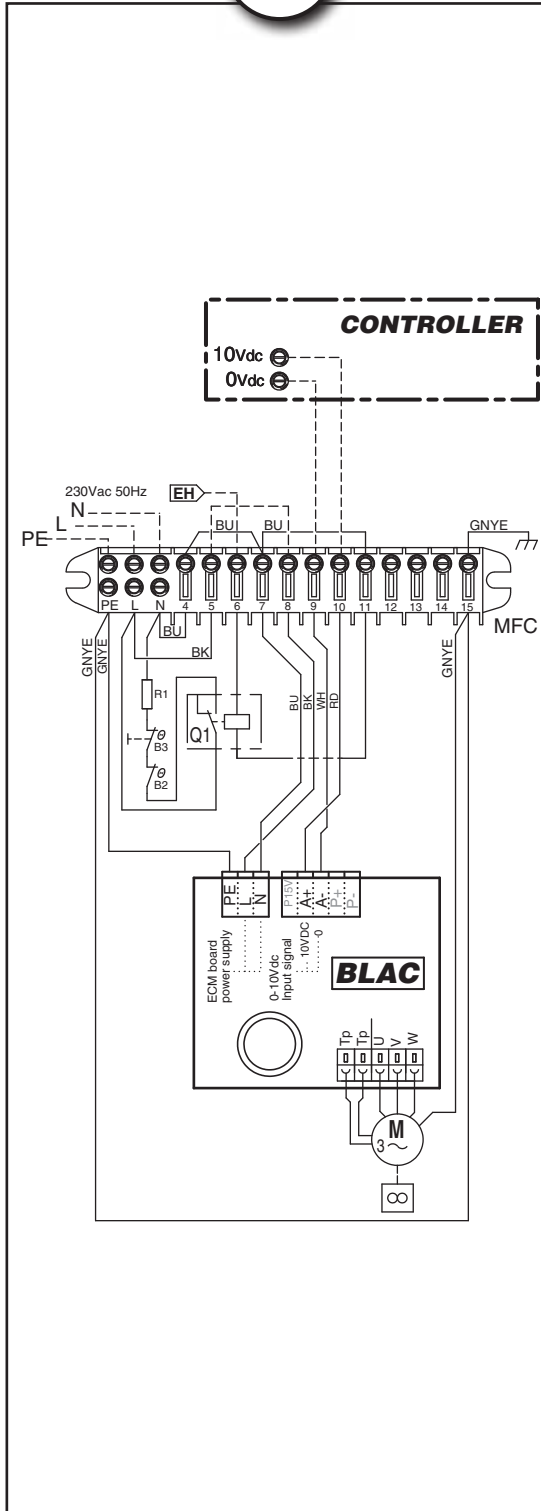 CONTROLLER
10Vdc
0Vdc
230Vac 50Hz
EH
N
L
PE
BU
BU
GNYE
PE L N 4 5 6 7 8 9 10 11 12 13 14 15
MFC
BU
BK
GNYE
GNYE
GNYE
R1
Q1
B3
B2
BU
BK
WH
RD
PE
L
N
P15V
A+
A-
P+
P-
ECM board
power supply
0-10Vdc
Input signal
10VDC
0
BLAC
Tp
Tp
U
V
W
M
3~
8